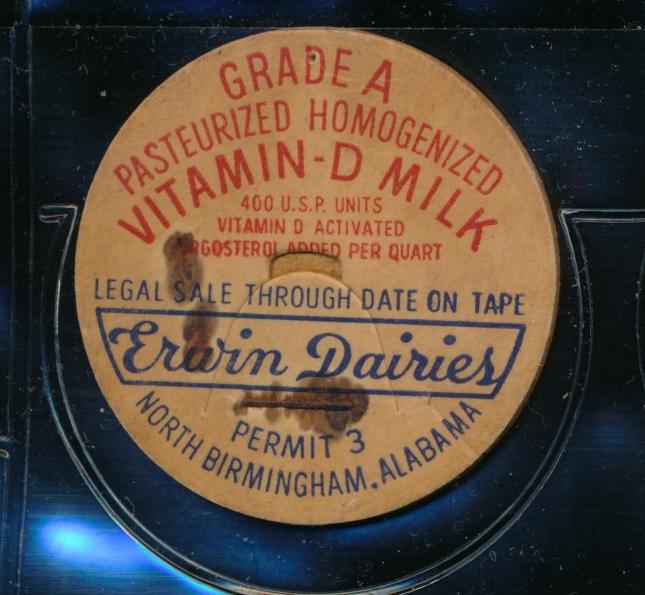 GRADE A
PASTEURIZED HOMOGENIZED
VITAMIN-D MILK
400 U.S.P. UNITS
VITAMIN D ACTIVATED
ERGOSTEROL ADDED PER QUART
LEGAL SALE THROUGH DATE ON TAPE
Erwin Dairies
PERMIT 3
NORTH BIRMINGHAM, ALABAMA